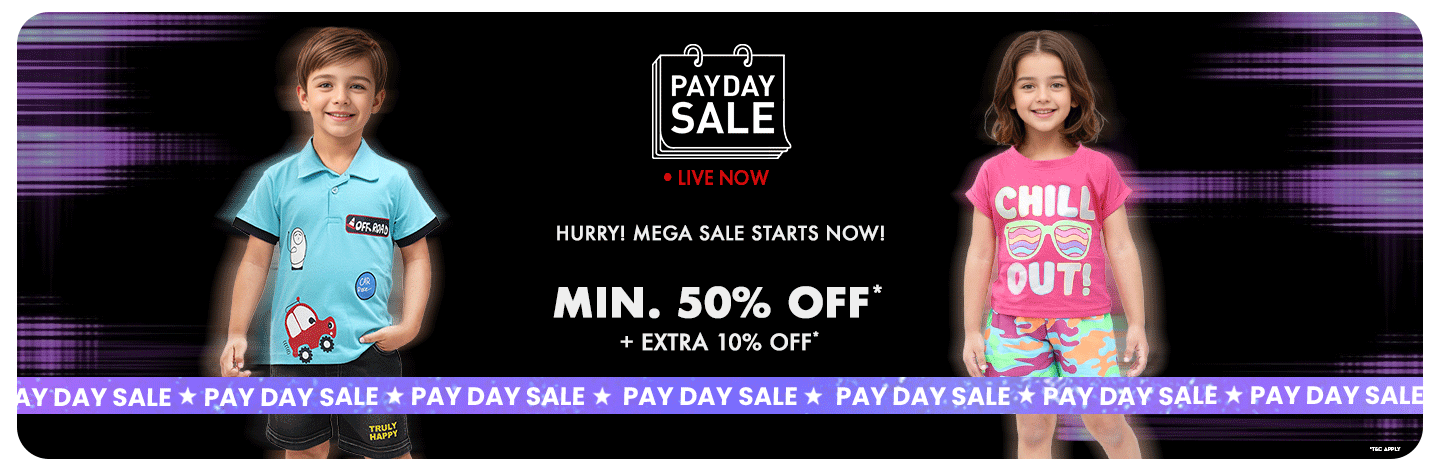 PAYDAY
SALE
• LIVE NOW
HURRY! MEGA SALE STARTS NOW!
MIN. 50% OFF*
+ EXTRA 10% OFF*
OFF ROAD
CAR
CHILL
OUT!
AY DAY SALE ★ PAY DAY SALE ★ PAY DAY SALE ★ PAY DAY SALE ★ PAY DAY SALE ★ PAY DAY SALE ★ PAY DAY SALE
TRULY
HAPPY
*T&C APPLY